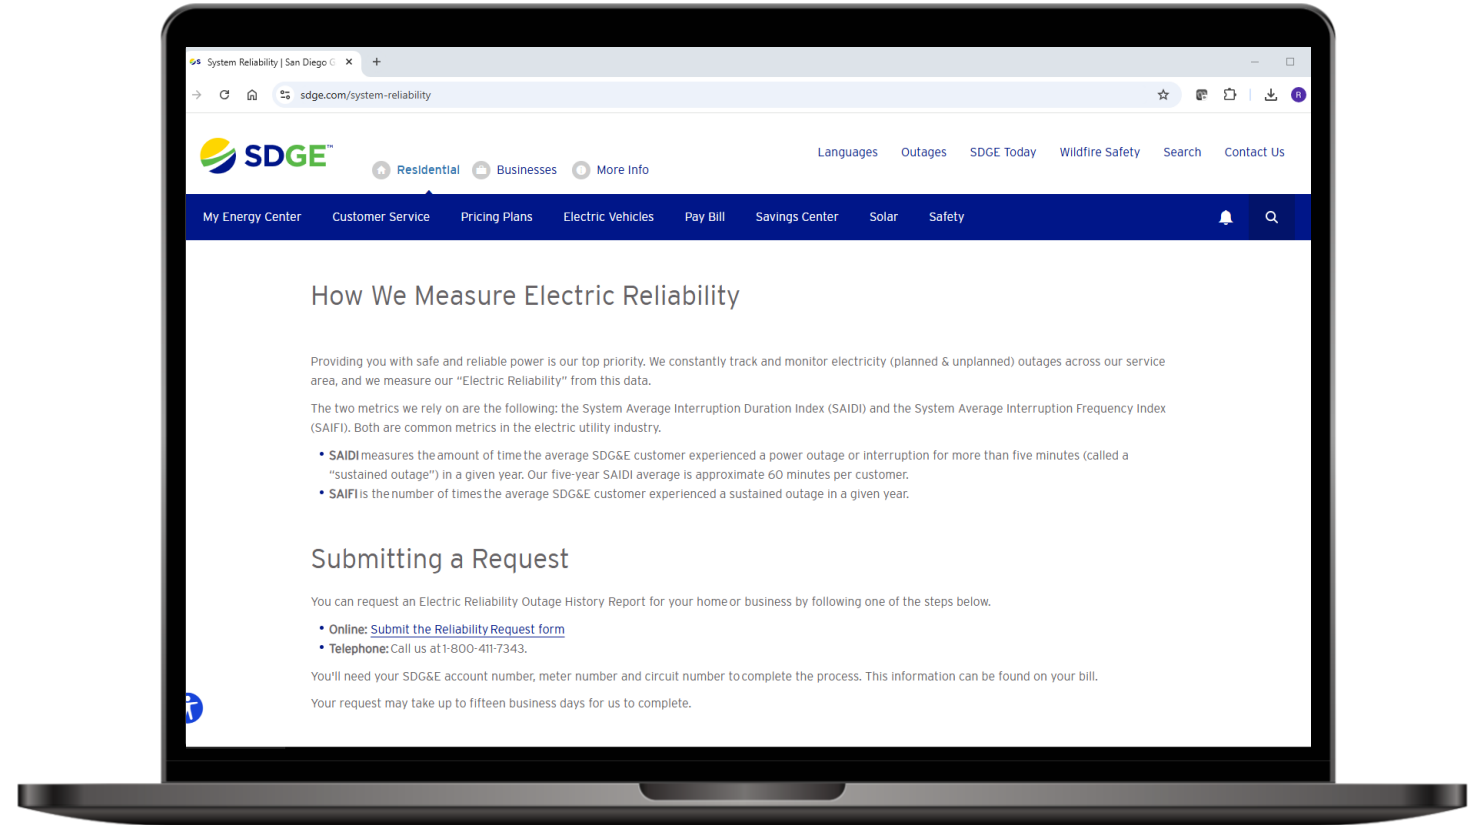 System Reliability | San Diego G
sdge.com/system-reliability
R
SDGE™
Residential
Businesses
More Info
Languages
Outages
SDGE Today
Wildfire Safety
Search
Contact Us
My Energy Center
Customer Service
Pricing Plans
Electric Vehicles
Pay Bill
Savings Center
Solar
Safety
How We Measure Electric Reliability
Providing you with safe and reliable power is our top priority. We constantly track and monitor electricity (planned & unplanned) outages across our service
area, and we measure our “Electric Reliability” from this data.
The two metrics we rely on are the following: the System Average Interruption Duration Index (SAIDI) and the System Average Interruption Frequency Index
(SAIFI). Both are common metrics in the electric utility industry.
• SAIDI measures the amount of time the average SDG&E customer experienced a power outage or interruption for more than five minutes (called a
“sustained outage”) in a given year. Our five-year SAIDI average is approximate 60 minutes per customer.
• SAIFI is the number of times the average SDG&E customer experienced a sustained outage in a given year.
Submitting a Request
You can request an Electric Reliability Outage History Report for your home or business by following one of the steps below.
• Online: Submit the Reliability Request form
• Telephone: Call us at 1-800-411-7343.
You'll need your SDG&E account number, meter number and circuit number to complete the process. This information can be found on your bill.
Your request may take up to fifteen business days for us to complete.